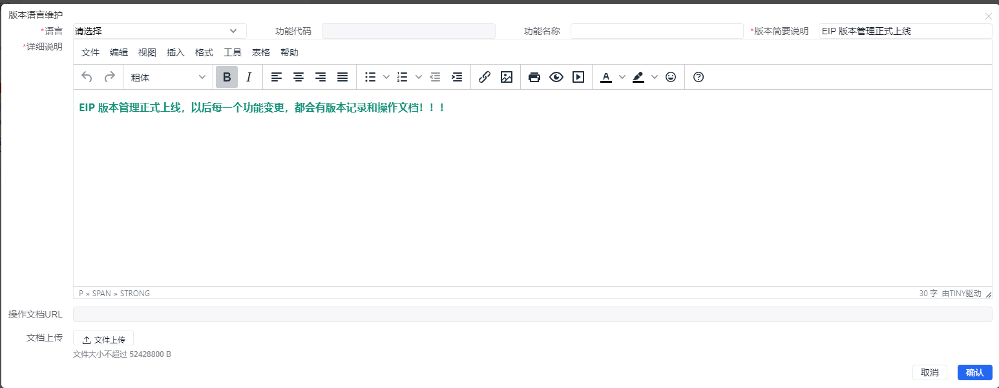 版本语言维护
*语言 请选择 功能代码 功能名称 *版本简要说明 EIP 版本管理正式上线
*详细说明
文件 编辑 视图 插入 格式 工具 表格 帮助
粗体 B I A
EIP 版本管理正式上线，以后每一个功能变更，都会有版本记录和操作文档！！！
P » SPAN » STRONG 30 字 由TINY驱动
操作文档URL
文档上传 文件上传
文件大小不超过 52428800 B
取消 确认